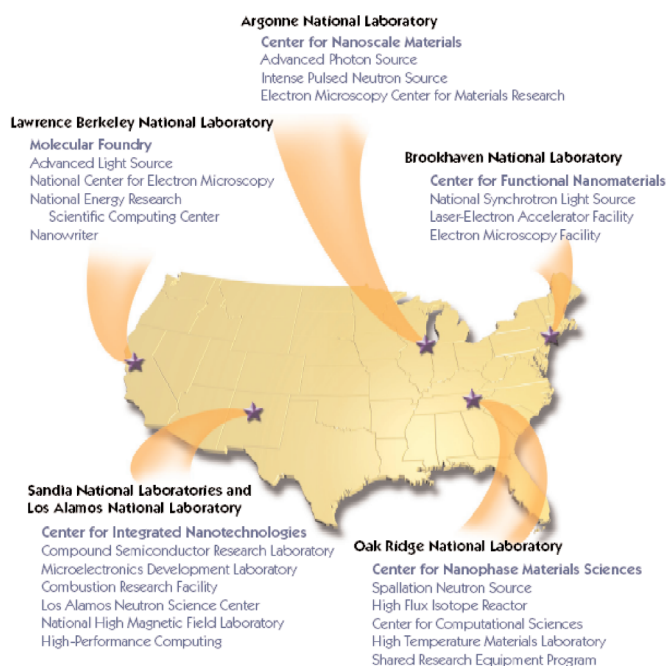 Argonne National Laboratory
Center for Nanoscale Materials
Advanced Photon Source
Intense Pulsed Neutron Source
Electron Microscopy Center for Materials Research
Lawrence Berkeley National Laboratory
Molecular Foundry
Advanced Light Source
National Center for Electron Microscopy
National Energy Research
Scientific Computing Center
Nanowriter
Brookhaven National Laboratory
Center for Functional Nanomaterials
National Synchrotron Light Source
Laser-Electron Accelerator Facility
Electron Microscopy Facility
Sandia National Laboratories and
Los Alamos National Laboratory
Center for Integrated Nanotechnologies
Compound Semiconductor Research Laboratory
Microelectronics Development Laboratory
Combustion Research Facility
Los Alamos Neutron Science Center
National High Magnetic Field Laboratory
High-Performance Computing
Oak Ridge National Laboratory
Center for Nanophase Materials Sciences
Spallation Neutron Source
High Flux Isotope Reactor
Center for Computational Sciences
High Temperature Materials Laboratory
Shared Research Equipment Program